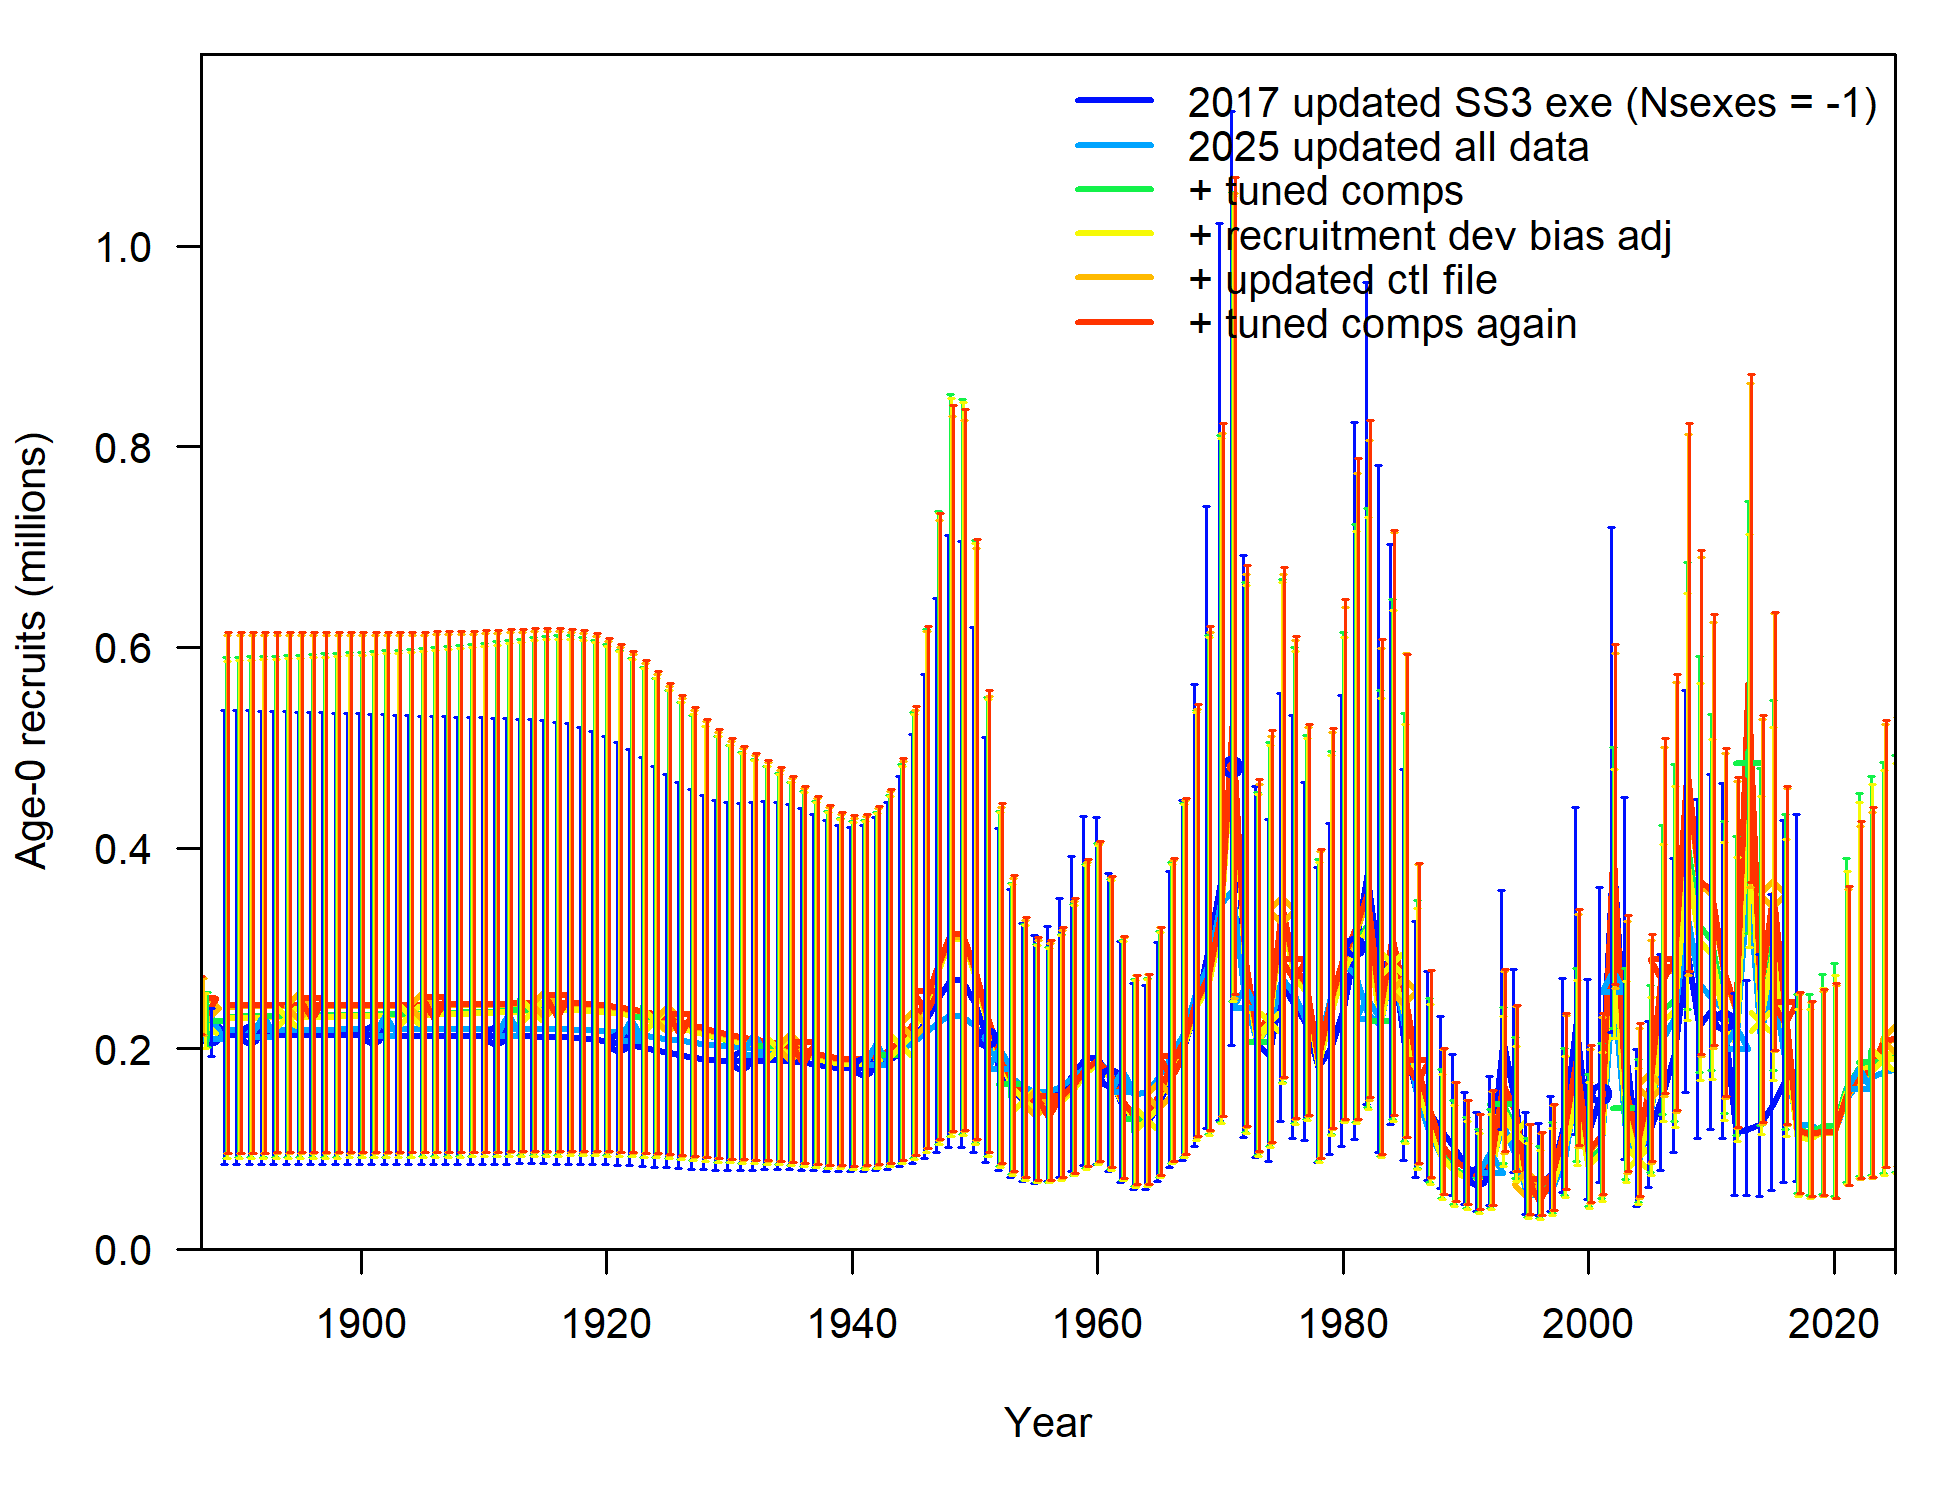 2017 updated SS3 exe (Nsexes = -1)
2025 updated all data
+ tuned comps
+ recruitment dev bias adj
+ updated ctl file
+ tuned comps again
Age-0 recruits (millions)
1.0
0.8
0.6
0.4
0.2
0.0
1900 1920 1940 1960 1980 2000 2020
Year